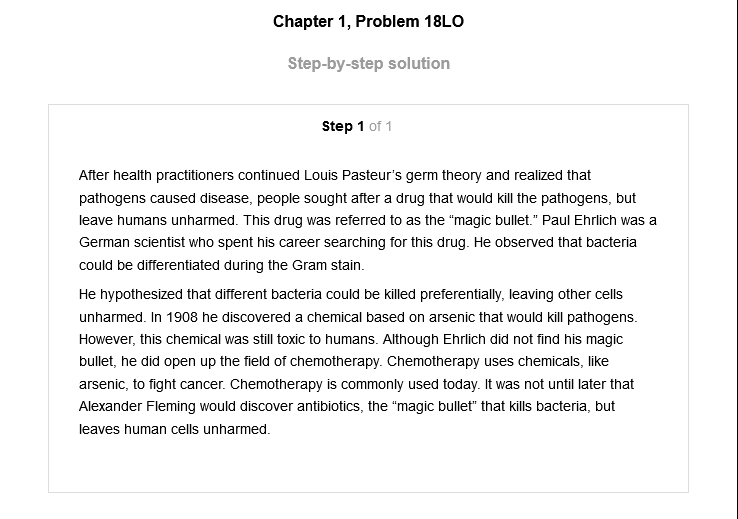 Chapter 1, Problem 18LO
Step-by-step solution
Step 1 of 1
After health practitioners continued Louis Pasteur's germ theory and realized that
pathogens caused disease, people sought after a drug that would kill the pathogens, but
leave humans unharmed. This drug was referred to as the “magic bullet.” Paul Ehrlich was a
German scientist who spent his career searching for this drug. He observed that bacteria
could be differentiated during the Gram stain.
He hypothesized that different bacteria could be killed preferentially, leaving other cells
unharmed. In 1908 he discovered a chemical based on arsenic that would kill pathogens.
However, this chemical was still toxic to humans. Although Ehrlich did not find his magic
bullet, he did open up the field of chemotherapy. Chemotherapy uses chemicals, like
arsenic, to fight cancer. Chemotherapy is commonly used today. It was not until later that
Alexander Fleming would discover antibiotics, the “magic bullet” that kills bacteria, but
leaves human cells unharmed.